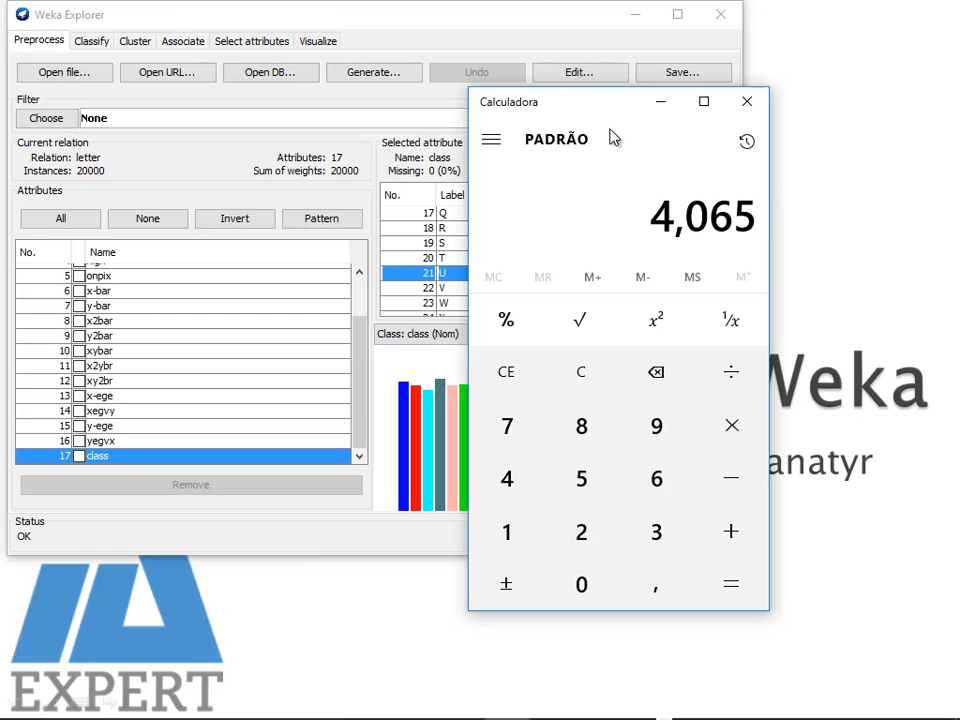 Weka Explorer
Preprocess Classify Cluster Associate Select attributes Visualize
Open file... Open URL... Open DB... Generate... Undo Edit... Save...
Filter
Choose None
Current relation
Relation: letter Attributes: 17
Instances: 20000 Sum of weights: 20000
Attributes
All None Invert Pattern
No. Name
5 onpix
6 x-bar
7 y-bar
8 x2bar
9 y2bar
10 xybar
11 x2ybr
12 xy2br
13 x-ege
14 xegvy
15 y-ege
16 yegvx
17 class
Remove
Status
OK
Selected attribute
Name: class
Missing: 0 (0%)
No. Label
17 Q
18 R
19 S
20 T
21 U
22 V
23 W
Class: class (Nom)
Calculadora
PADRÃO
4,065
MC MR M+ M- MS M˅
% √ x² ¹/x
CE C ⌫ ÷
7 8 9 ×
4 5 6 −
1 2 3 +
± 0 , =
Weka
anatyr
EXPERT